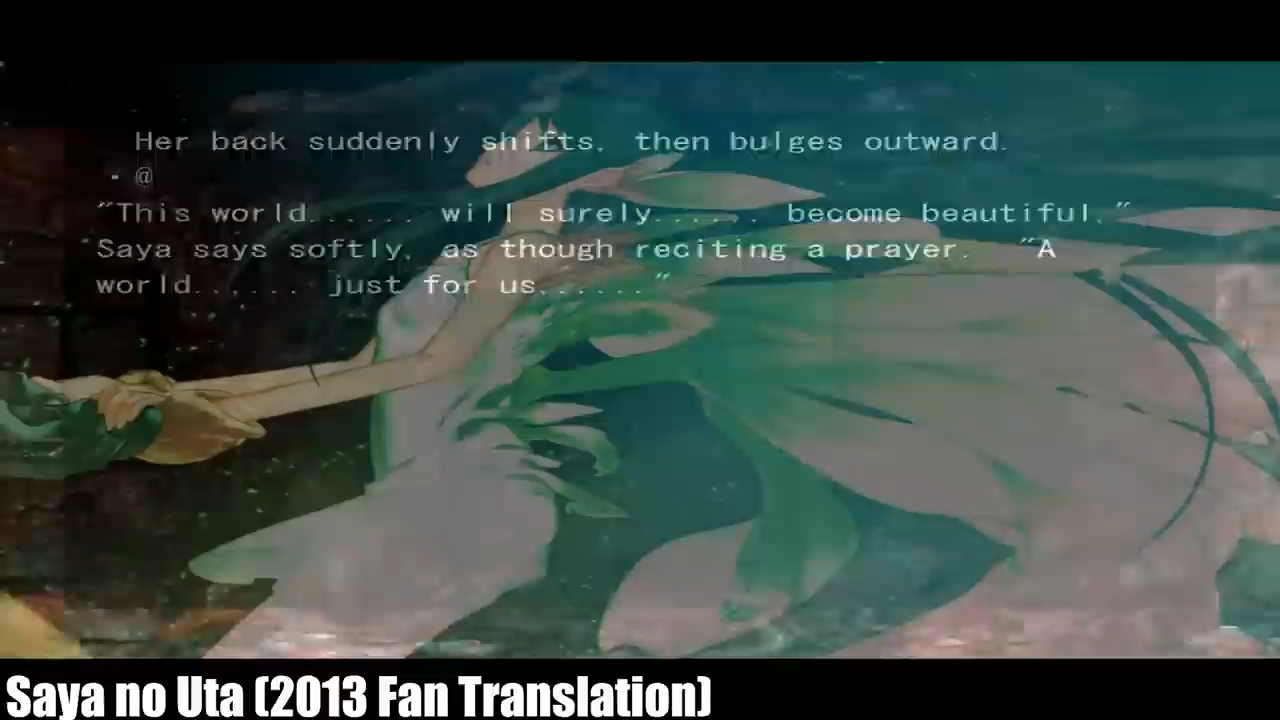 Her back suddenly shifts, then bulges outward.
- @
"This world...... will surely...... become beautiful."
Saya says softly, as though reciting a prayer. "A
world...... just for us......"
Saya no Uta (2013 Fan Translation)